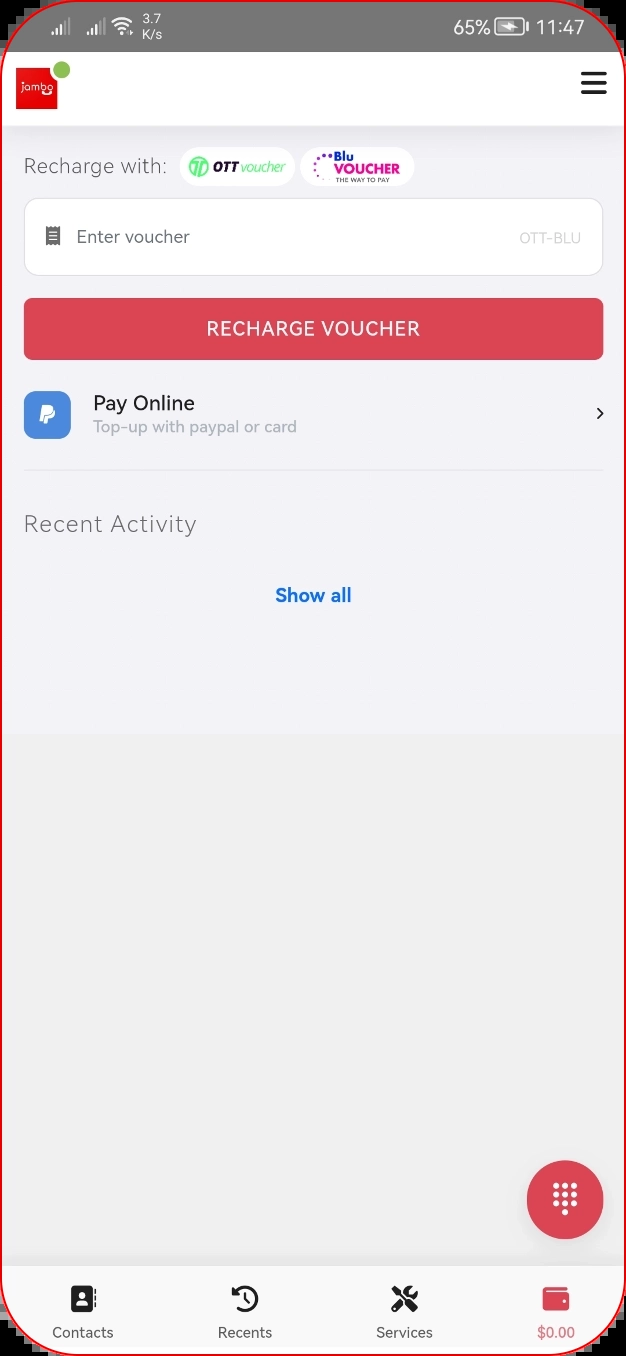 3.7
K/s
65%
11:47
jambo
Recharge with:
OTT voucher
Blu
VOUCHER
THE WAY TO PAY
Enter voucher
OTT-BLU
RECHARGE VOUCHER
Pay Online
Top-up with paypal or card
Recent Activity
Show all
Contacts
Recents
Services
$0.00